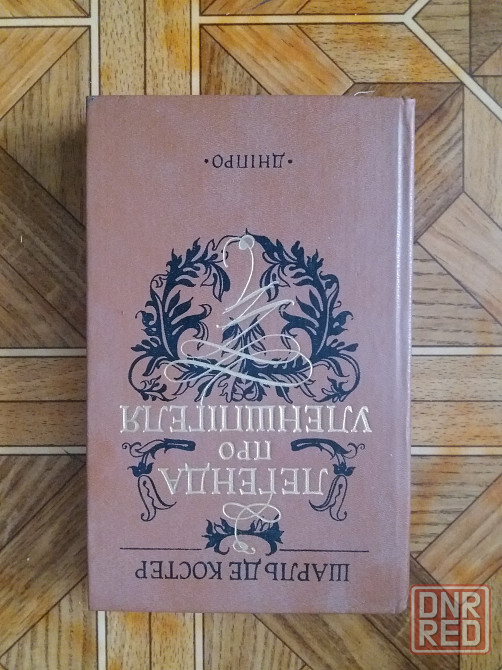 ШАРЛЬ ДЕ КОСТЕР
ЛЕГЕНДА
ПРО
УЛЕНШПІГЕЛЯ
•ДНІПРО•
DNR
RED